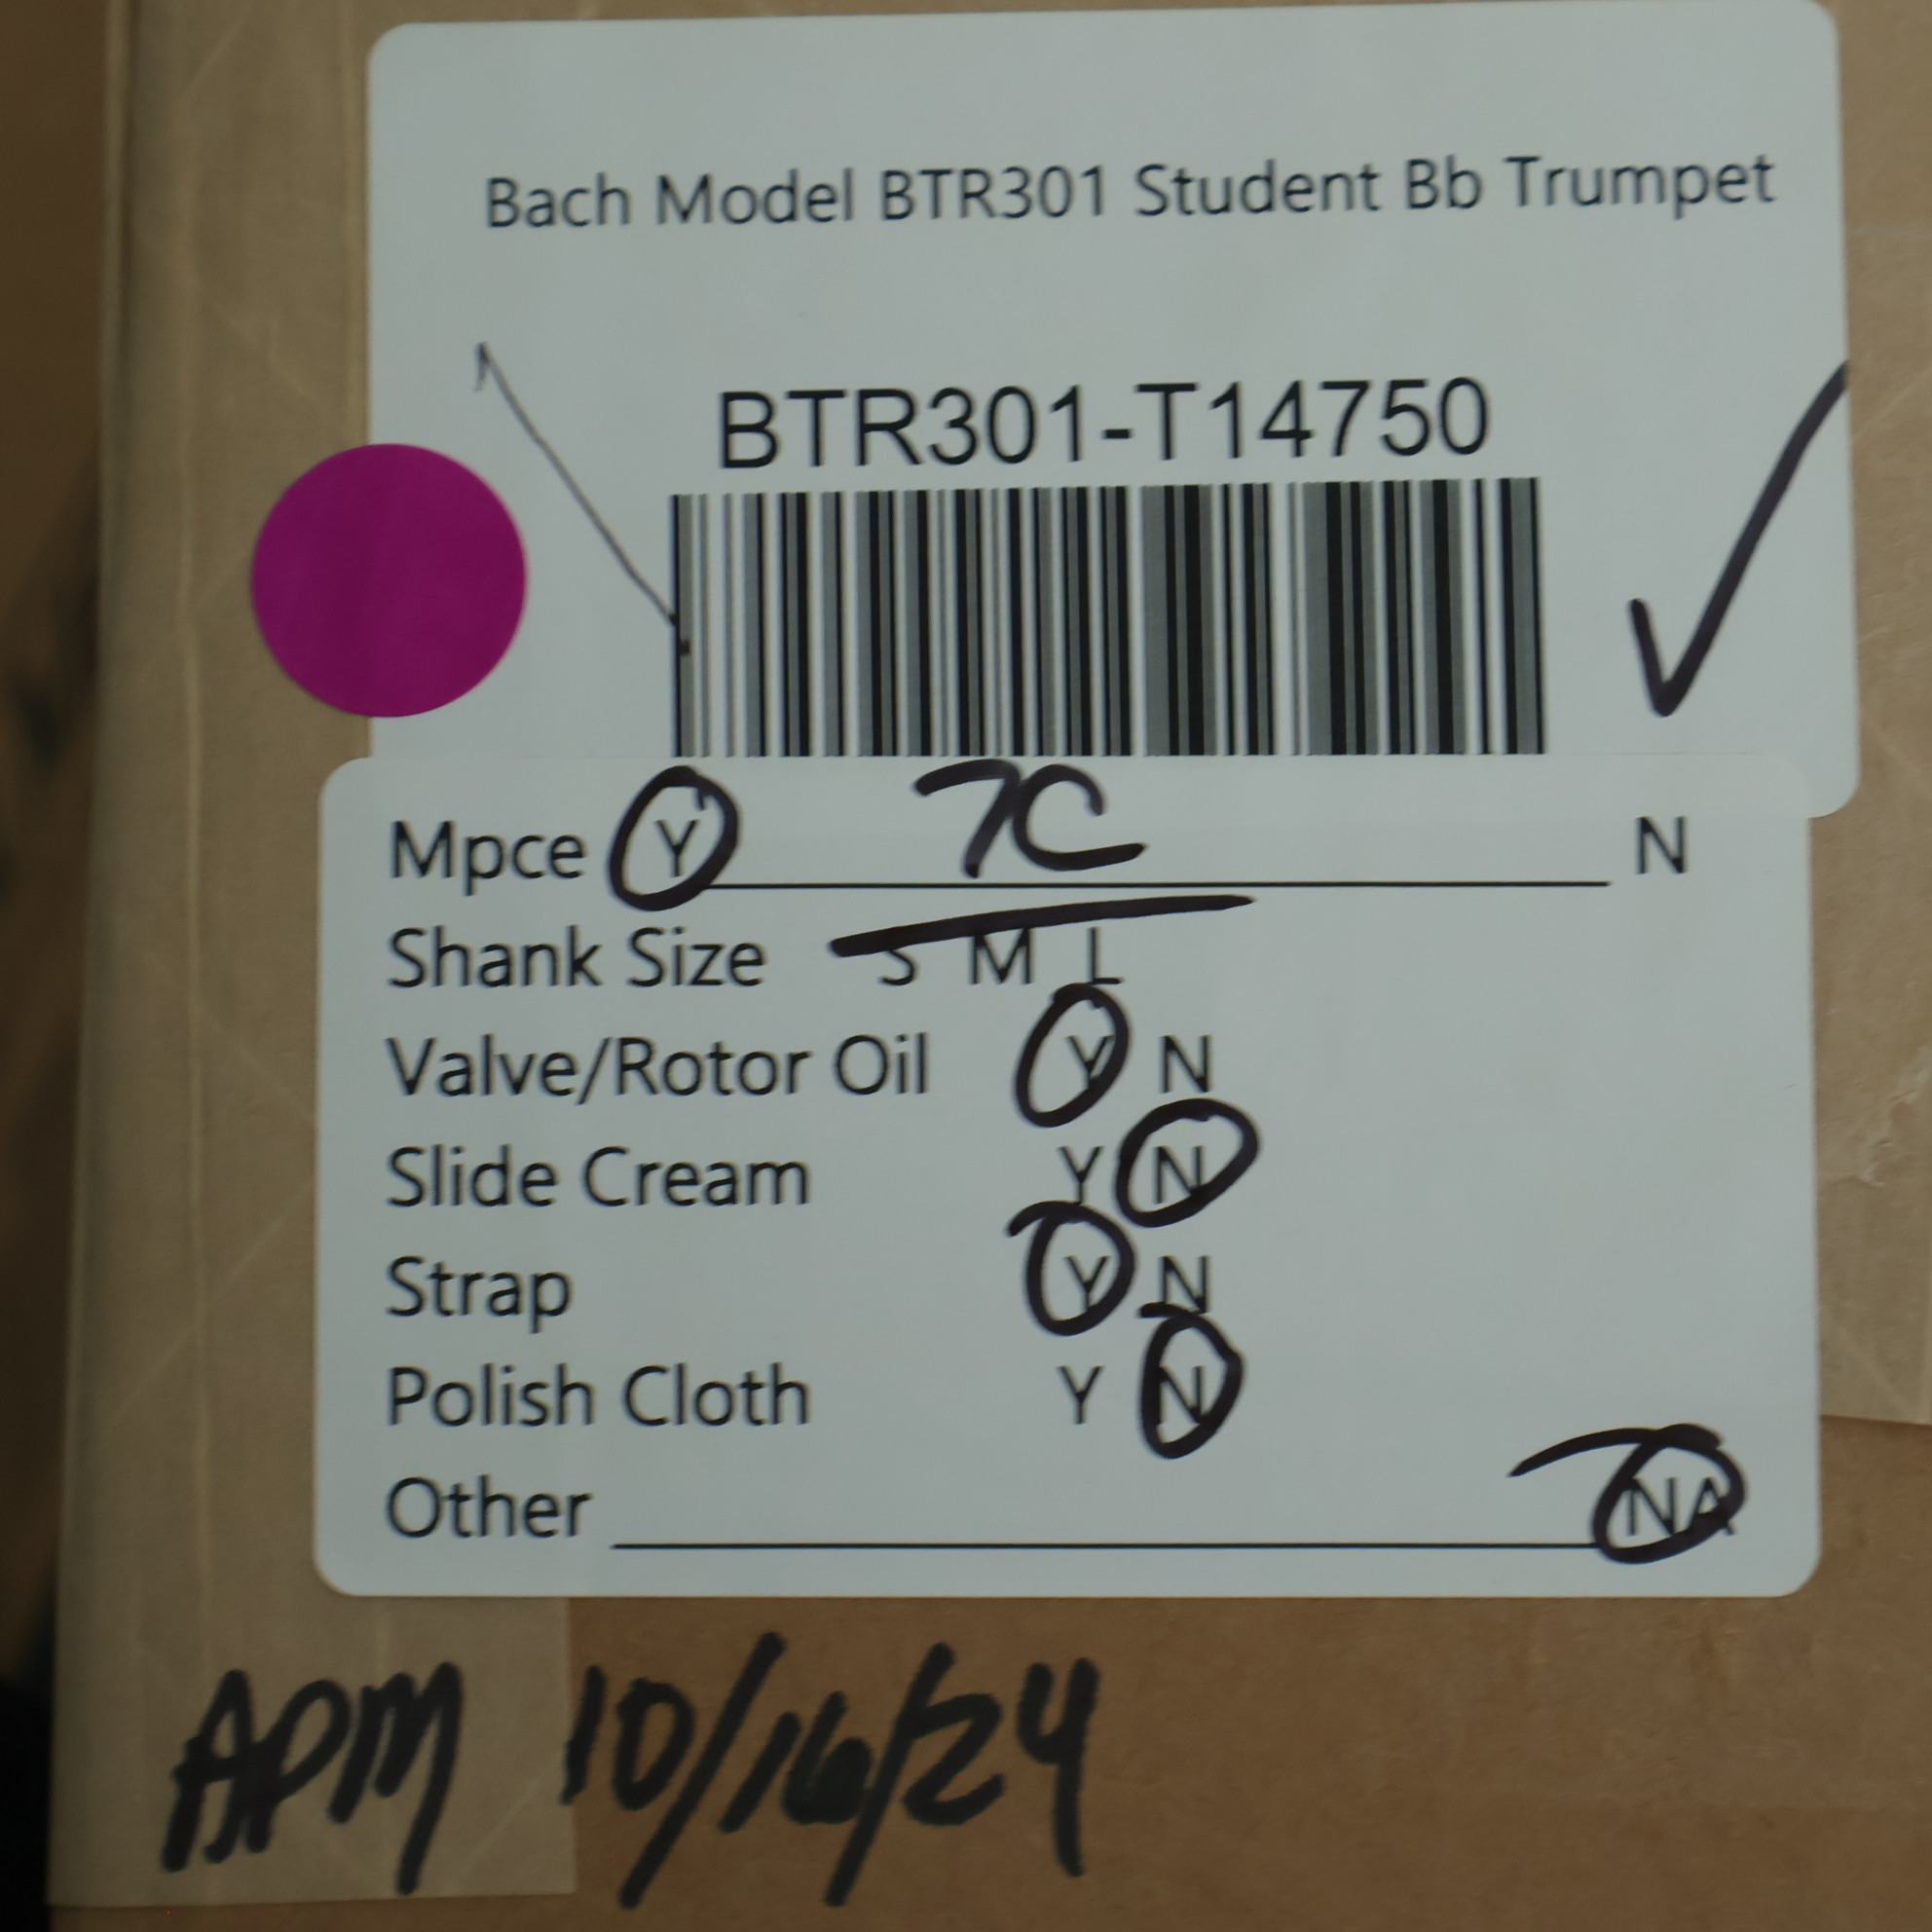 Bach Model BTR301 Student Bb Trumpet
BTR301-T14750
Mpce Y 7C N
Shank Size S M L
Valve/Rotor Oil Y N
Slide Cream Y N
Strap Y N
Polish Cloth Y N
Other NA
APM 10/16/24